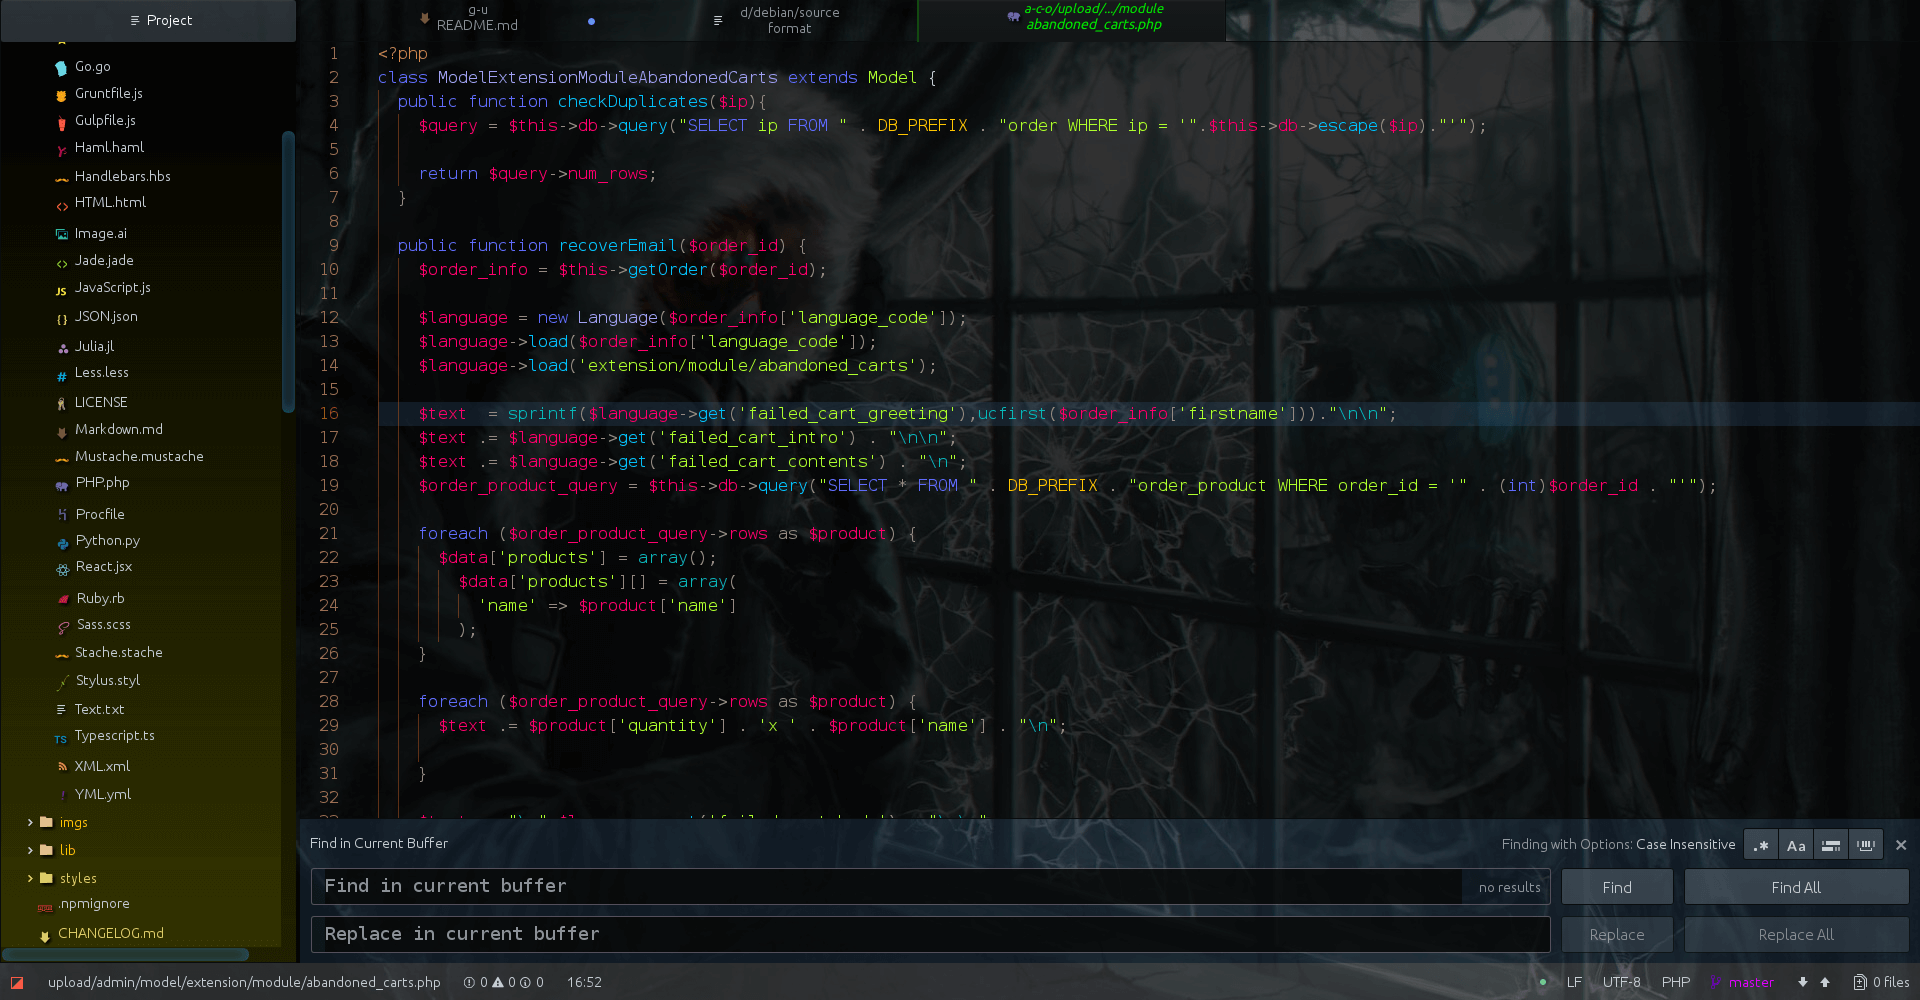 Project
g-u
README.md
d/debian/source
format
a-c-o/upload/.../module
abandoned_carts.php
Go.go
Gruntfile.js
Gulpfile.js
Haml.haml
Handlebars.hbs
HTML.html
Image.ai
Jade.jade
JavaScript.js
JSON.json
Julia.jl
Less.less
LICENSE
Markdown.md
Mustache.mustache
PHP.php
Procfile
Python.py
React.jsx
Ruby.rb
Sass.scss
Stache.stache
Stylus.styl
Text.txt
Typescript.ts
XML.xml
YML.yml
imgs
lib
styles
.npmignore
CHANGELOG.md
1 <?php
2 class ModelExtensionModuleAbandonedCarts extends Model {
3   public function checkDuplicates($ip){
4     $query = $this->db->query("SELECT ip FROM " . DB_PREFIX . "order WHERE ip = '".$this->db->escape($ip)."'");
5
6     return $query->num_rows;
7   }
8
9   public function recoverEmail($order_id) {
10     $order_info = $this->getOrder($order_id);
11
12     $language = new Language($order_info['language_code']);
13     $language->load($order_info['language_code']);
14     $language->load('extension/module/abandoned_carts');
15
16     $text  = sprintf($language->get('failed_cart_greeting'),ucfirst($order_info['firstname']))."\n\n";
17     $text .= $language->get('failed_cart_intro') . "\n\n";
18     $text .= $language->get('failed_cart_contents') . "\n";
19     $order_product_query = $this->db->query("SELECT * FROM " . DB_PREFIX . "order_product WHERE order_id = '" . (int)$order_id . "'");
20
21     foreach ($order_product_query->rows as $product) {
22       $data['products'] = array();
23         $data['products'][] = array(
24           'name' => $product['name']
25         );
26     }
27
28     foreach ($order_product_query->rows as $product) {
29       $text .= $product['quantity'] . 'x ' . $product['name'] . "\n";
30
31     }
32
Find in Current Buffer
Finding with Options: Case Insensitive
.* Aa
Find in current buffer
no results
Find
Find All
Replace in current buffer
Replace
Replace All
upload/admin/model/extension/module/abandoned_carts.php
0 0 0
16:52
LF
UTF-8
PHP
master
0 files